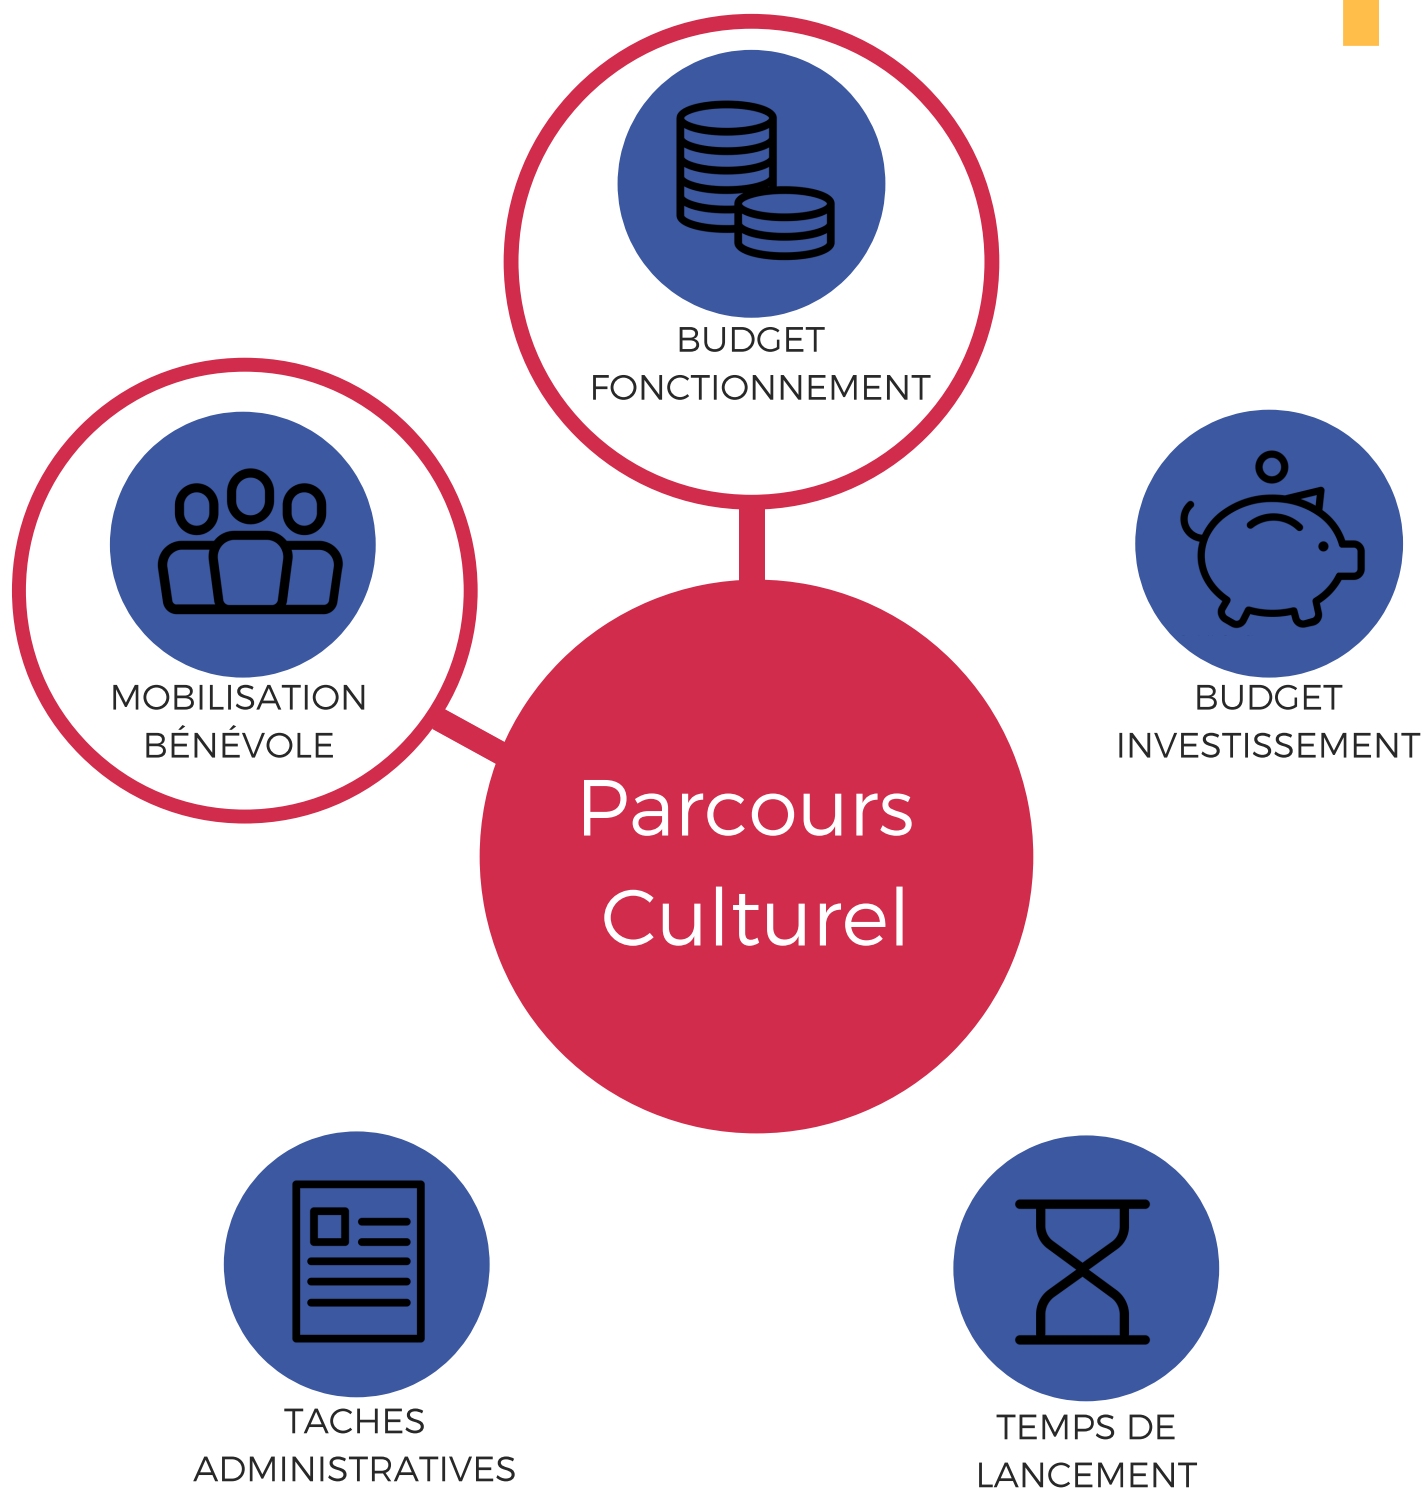 BUDGET
FONCTIONNEMENT
MOBILISATION
BÉNÉVOLE
BUDGET
INVESTISSEMENT
Parcours
Culturel
TACHES
ADMINISTRATIVES
TEMPS DE
LANCEMENT